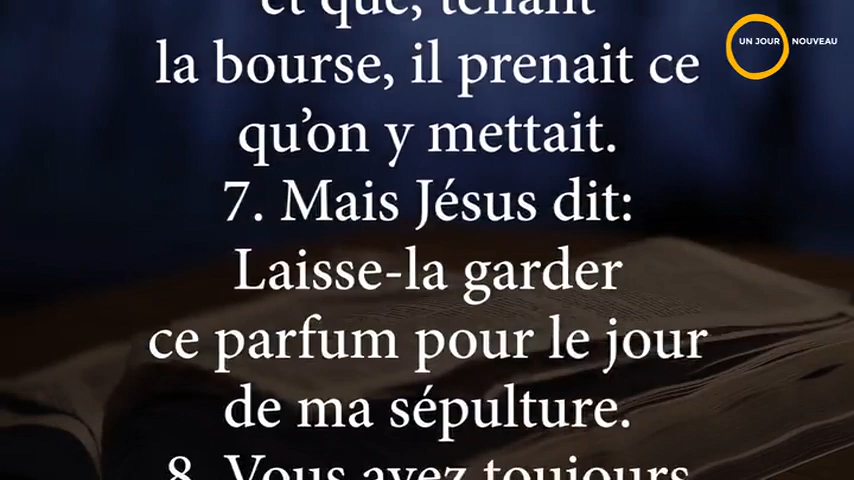 et que, tenant
la bourse, il prenait ce
qu’on y mettait.
7. Mais Jésus dit:
Laisse-la garder
ce parfum pour le jour
de ma sépulture.
8. Vous avez toujours
UN JOUR NOUVEAU